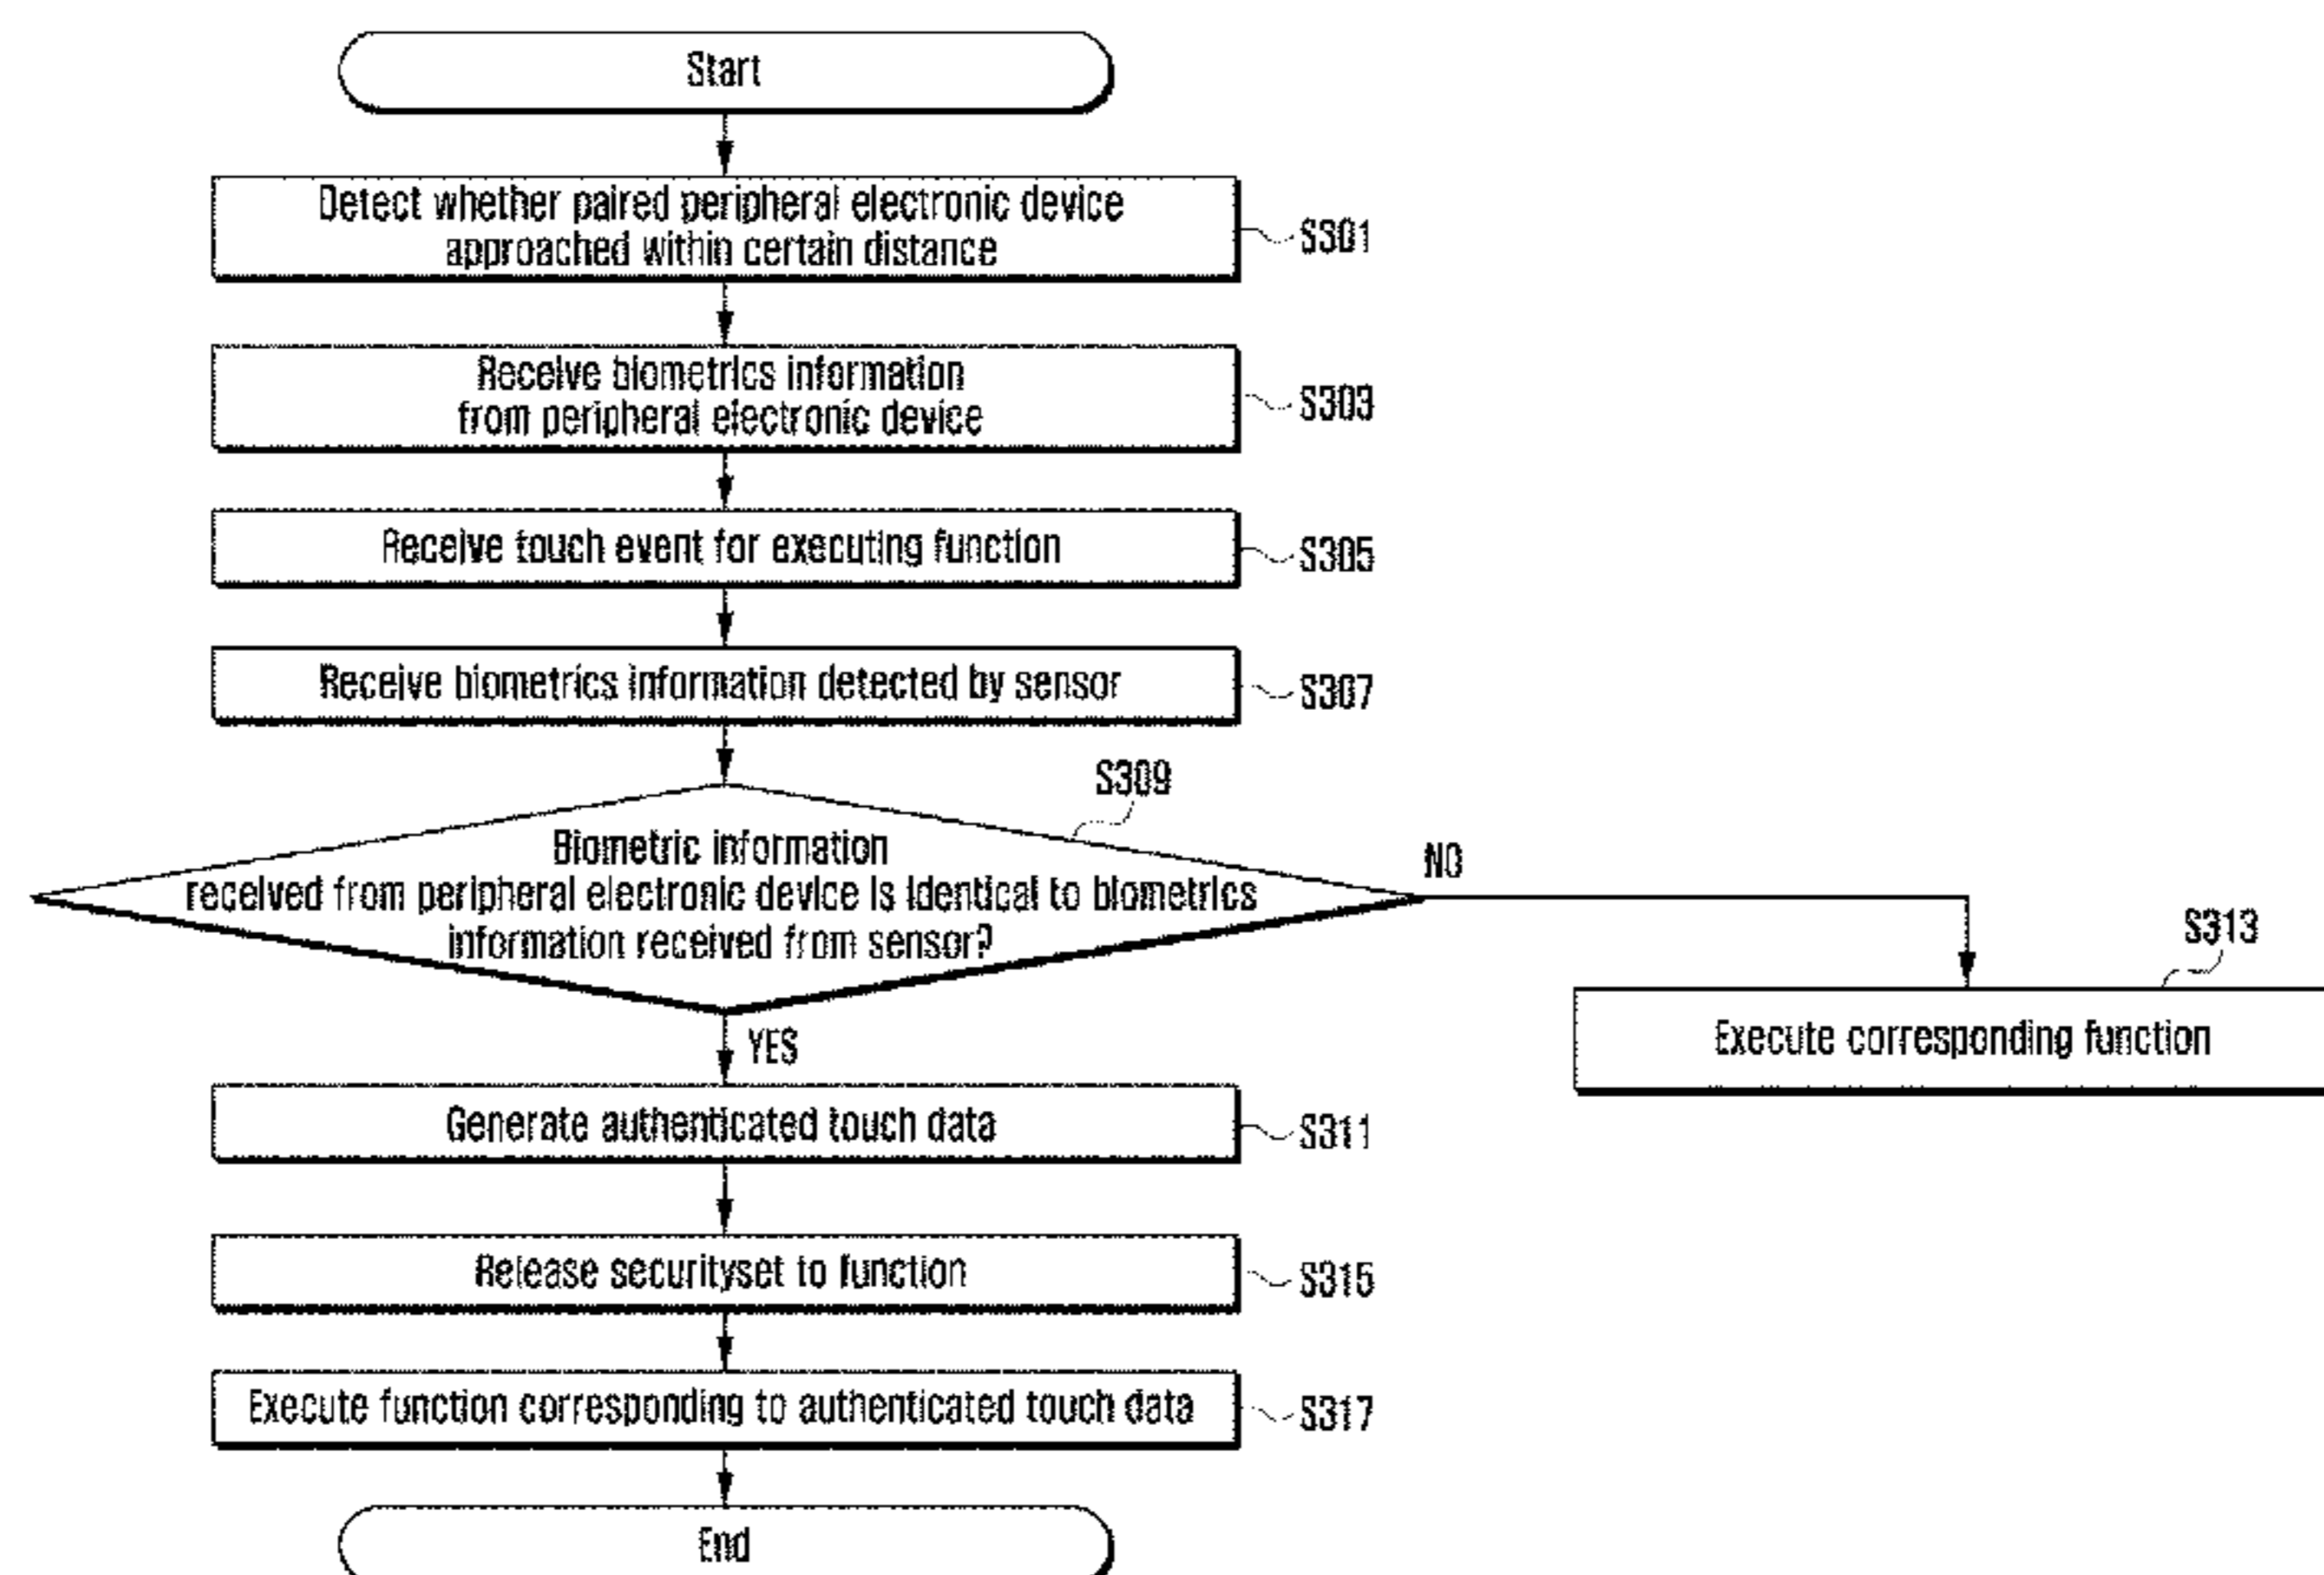 Start
Detect whether paired peripheral electronic device
approached within certain distance
S301
Receive biometrics information
from peripheral electronic device
S303
Receive touch event for executing function
S305
Receive biometrics information detected by sensor
S307
S309
Biometric information
received from peripheral electronic device is identical to biometrics
information received from sensor?
NO
S313
Execute corresponding function
YES
Generate authenticated touch data
S311
Release securityset to function
S315
Execute function corresponding to authenticated touch data
S317
End